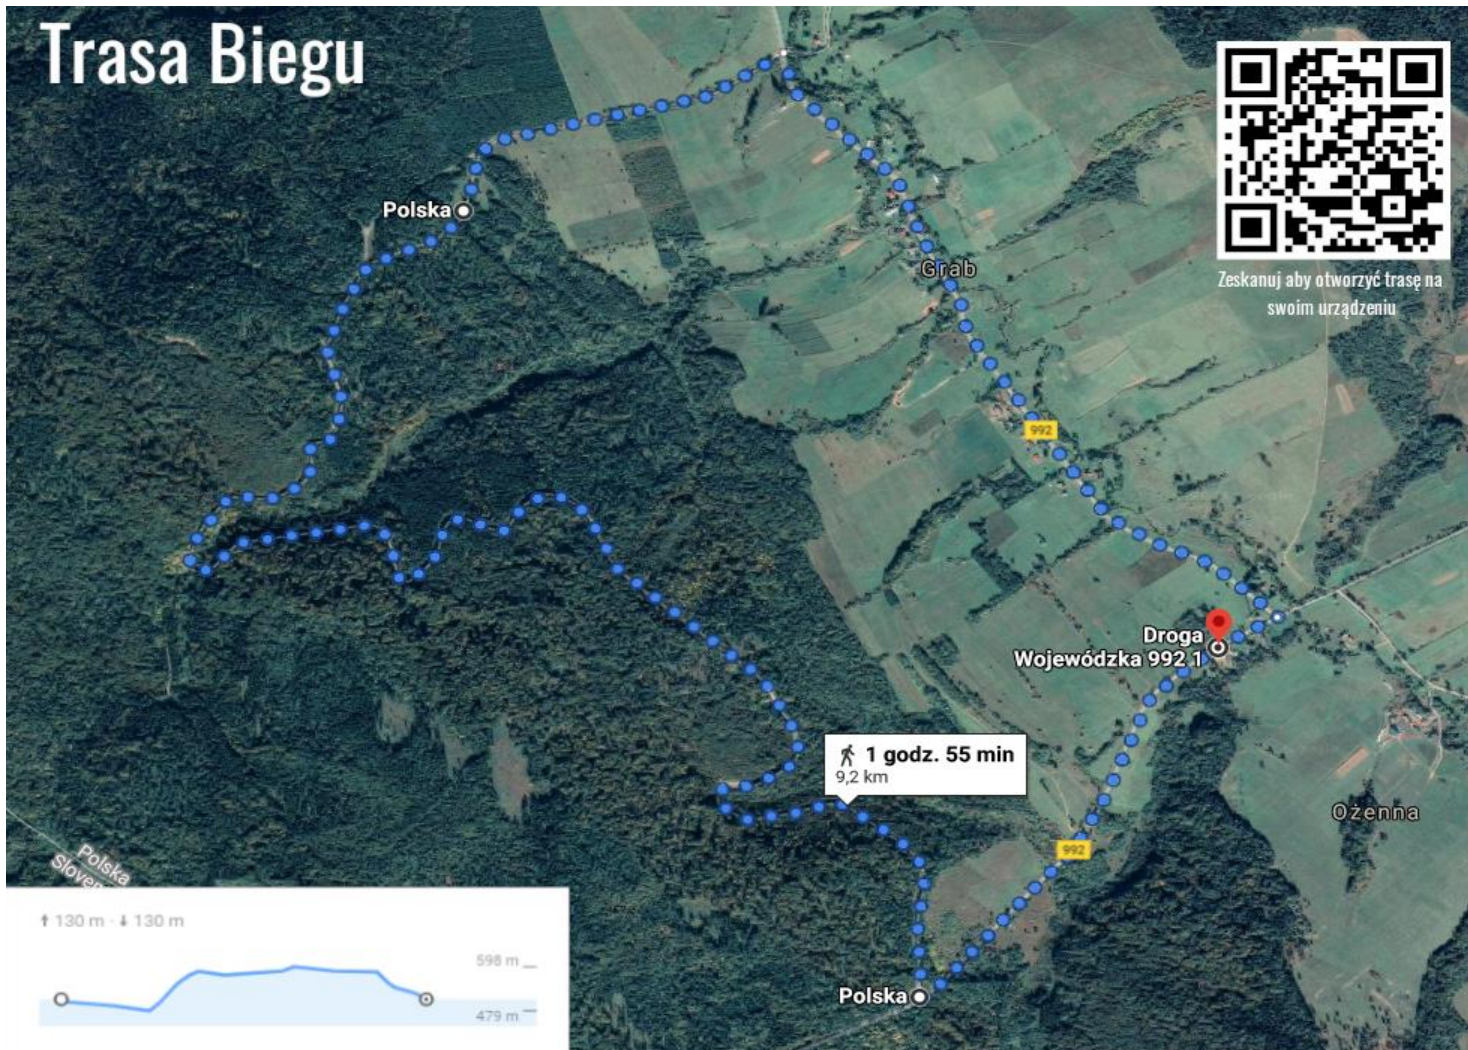 Trasa Biegu
Polska
Grab
Zeskanuj aby otworzyć trasę na
swoim urządzeniu
992
Droga
Wojewódzka 992 1
1 godz. 55 min
9,2 km
Ożenna
992
Polska
Polska
↑ 130 m · ↓ 130 m
598 m
479 m